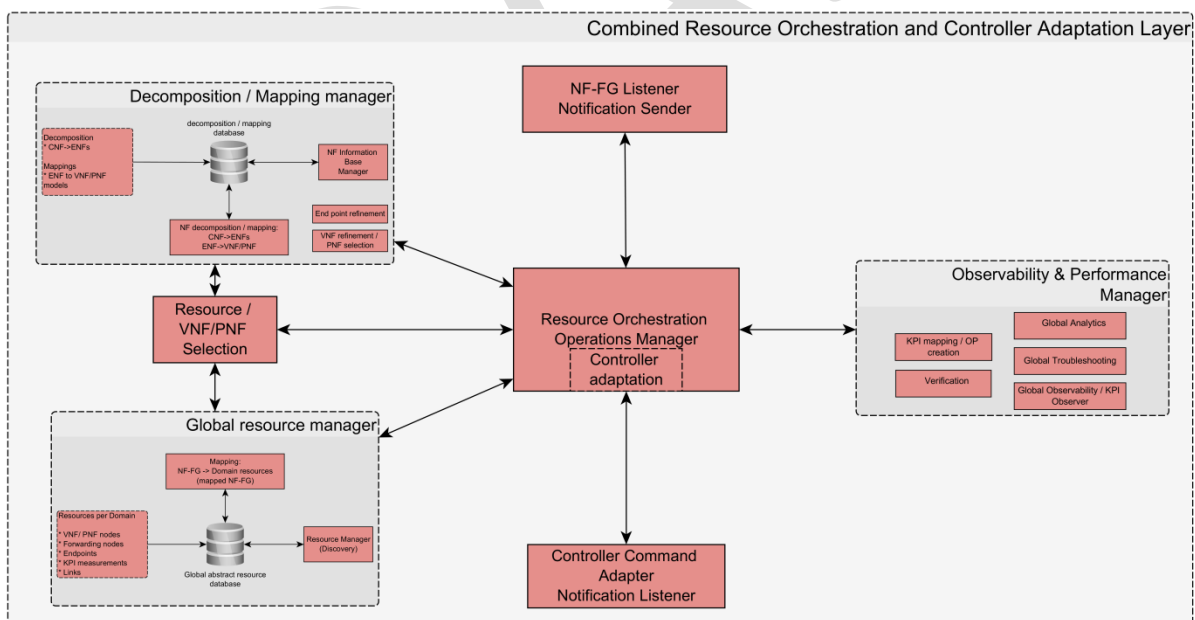 Combined Resource Orchestration and Controller Adaptation Layer
NF-FG Listener
Notification Sender
Decomposition / Mapping manager
decomposition / mapping
database
Decomposition
* CNF->ENFs
Mappings
* ENF to VNF/PNF
models
NF Information
Base
Manager
End point refinement
NF decomposition / mapping:
CNF->ENFs
ENF->VNF/PNF
VNF refinement /
PNF selection
Resource /
VNF/PNF
Selection
Resource Orchestration
Operations Manager
Controller
adaptation
Observability & Performance
Manager
Global Analytics
KPI mapping / OP
creation
Global Troubleshooting
Verification
Global Observability / KPI
Observer
Global resource manager
Mapping:
NF-FG -> Domain resources
(mapped NF-FG)
Resources per Domain
* VNF/ PNF nodes
* Forwarding nodes
* Endpoints
* KPI measurements
* Links
Resource Manager
(Discovery)
Global abstract resource
database
Controller Command
Adapter
Notification Listener